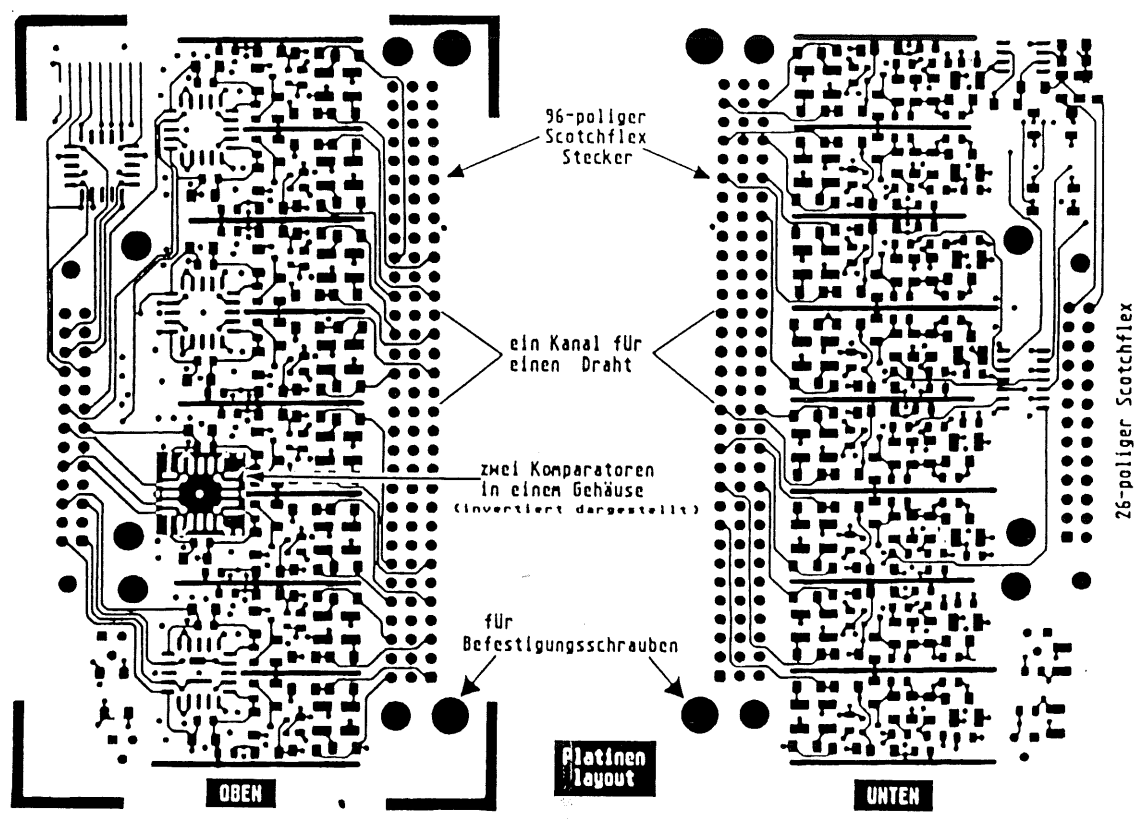 96-poliger
Scotchflex
Stecker
ein Kanal für
einen Draht
zwei Komparatoren
in einem Gehäuse
(invertiert dargestellt)
für
Befestigungsschrauben
26-poliger Scotchflex
Platinen
layout
OBEN
UNTEN